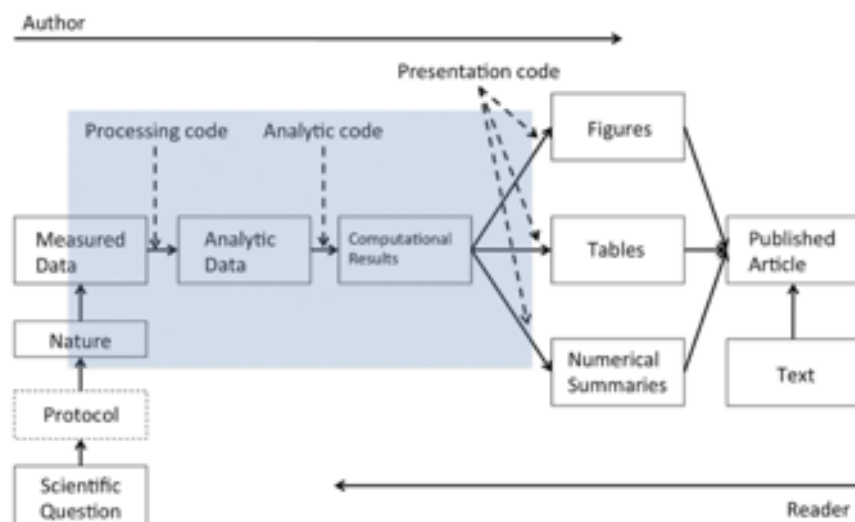 Author
Presentation code
Processing code
Analytic code
Figures
Measured
Data
Analytic
Data
Computational
Results
Tables
Published
Article
Nature
Numerical
Summaries
Text
Protocol
Scientific
Question
Reader